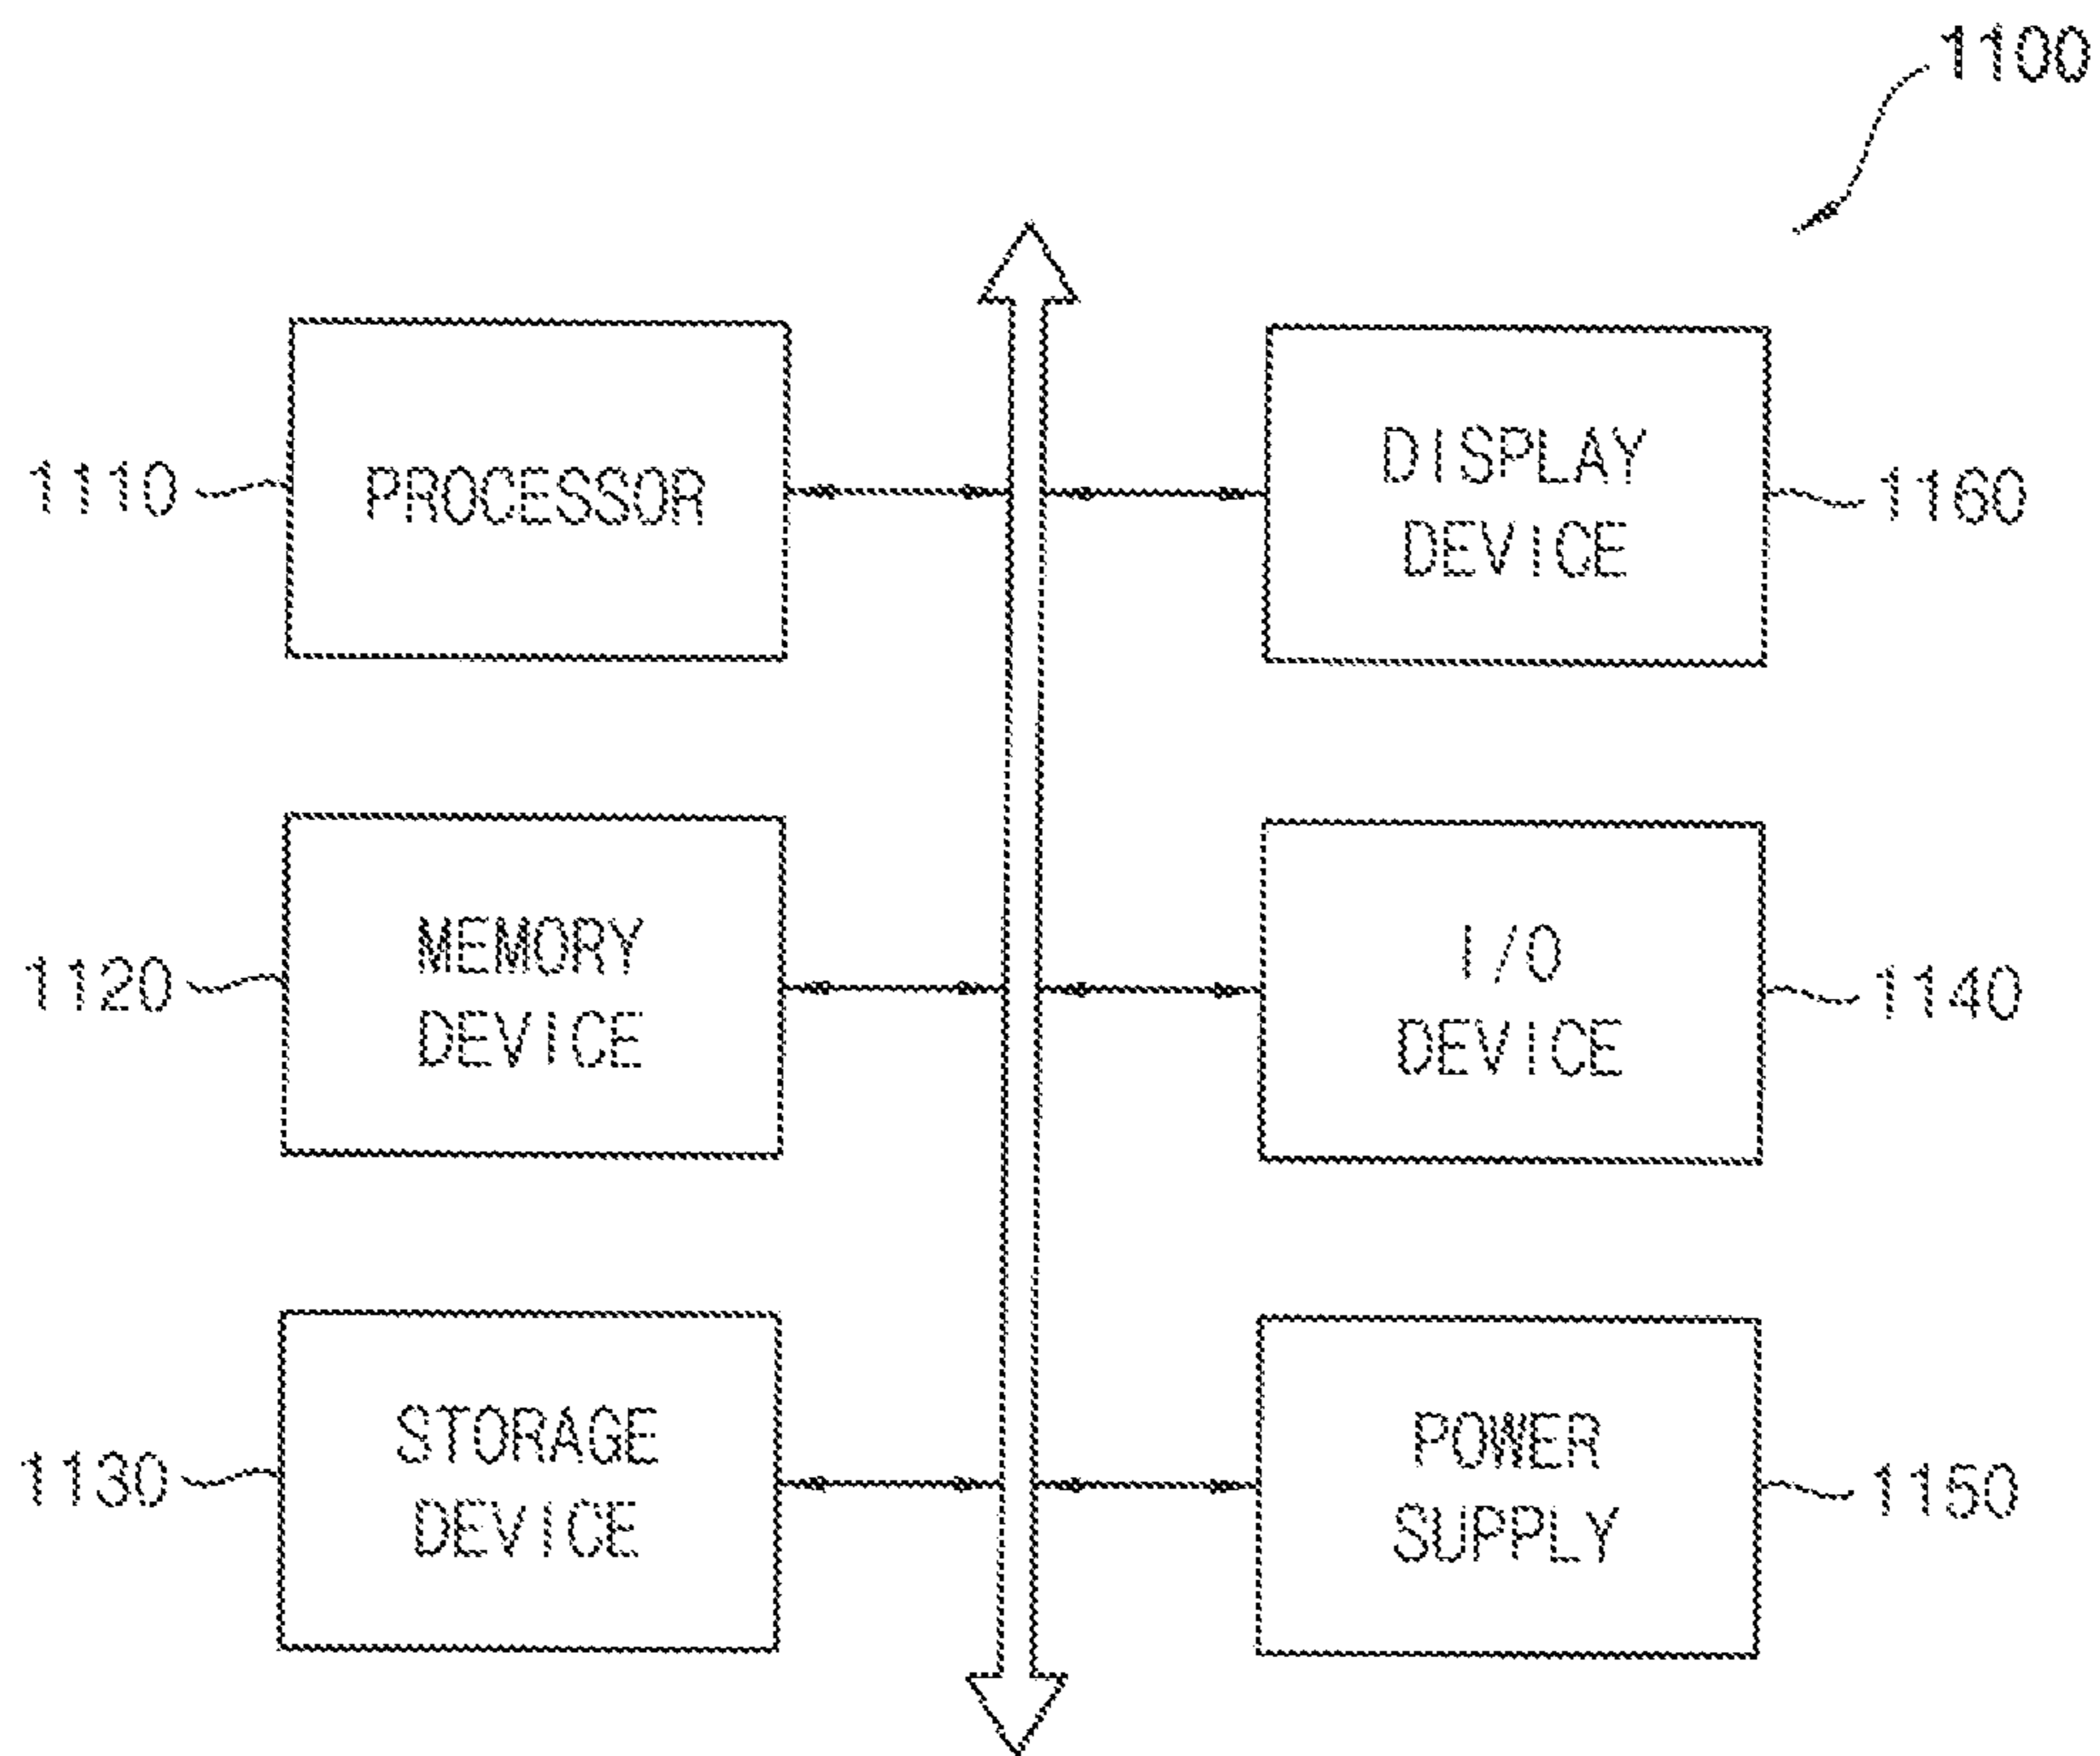 1100
1110
PROCESSOR
DISPLAY
DEVICE
1160
1120
MEMORY
DEVICE
I/O
DEVICE
1140
1130
STORAGE
DEVICE
POWER
SUPPLY
1150